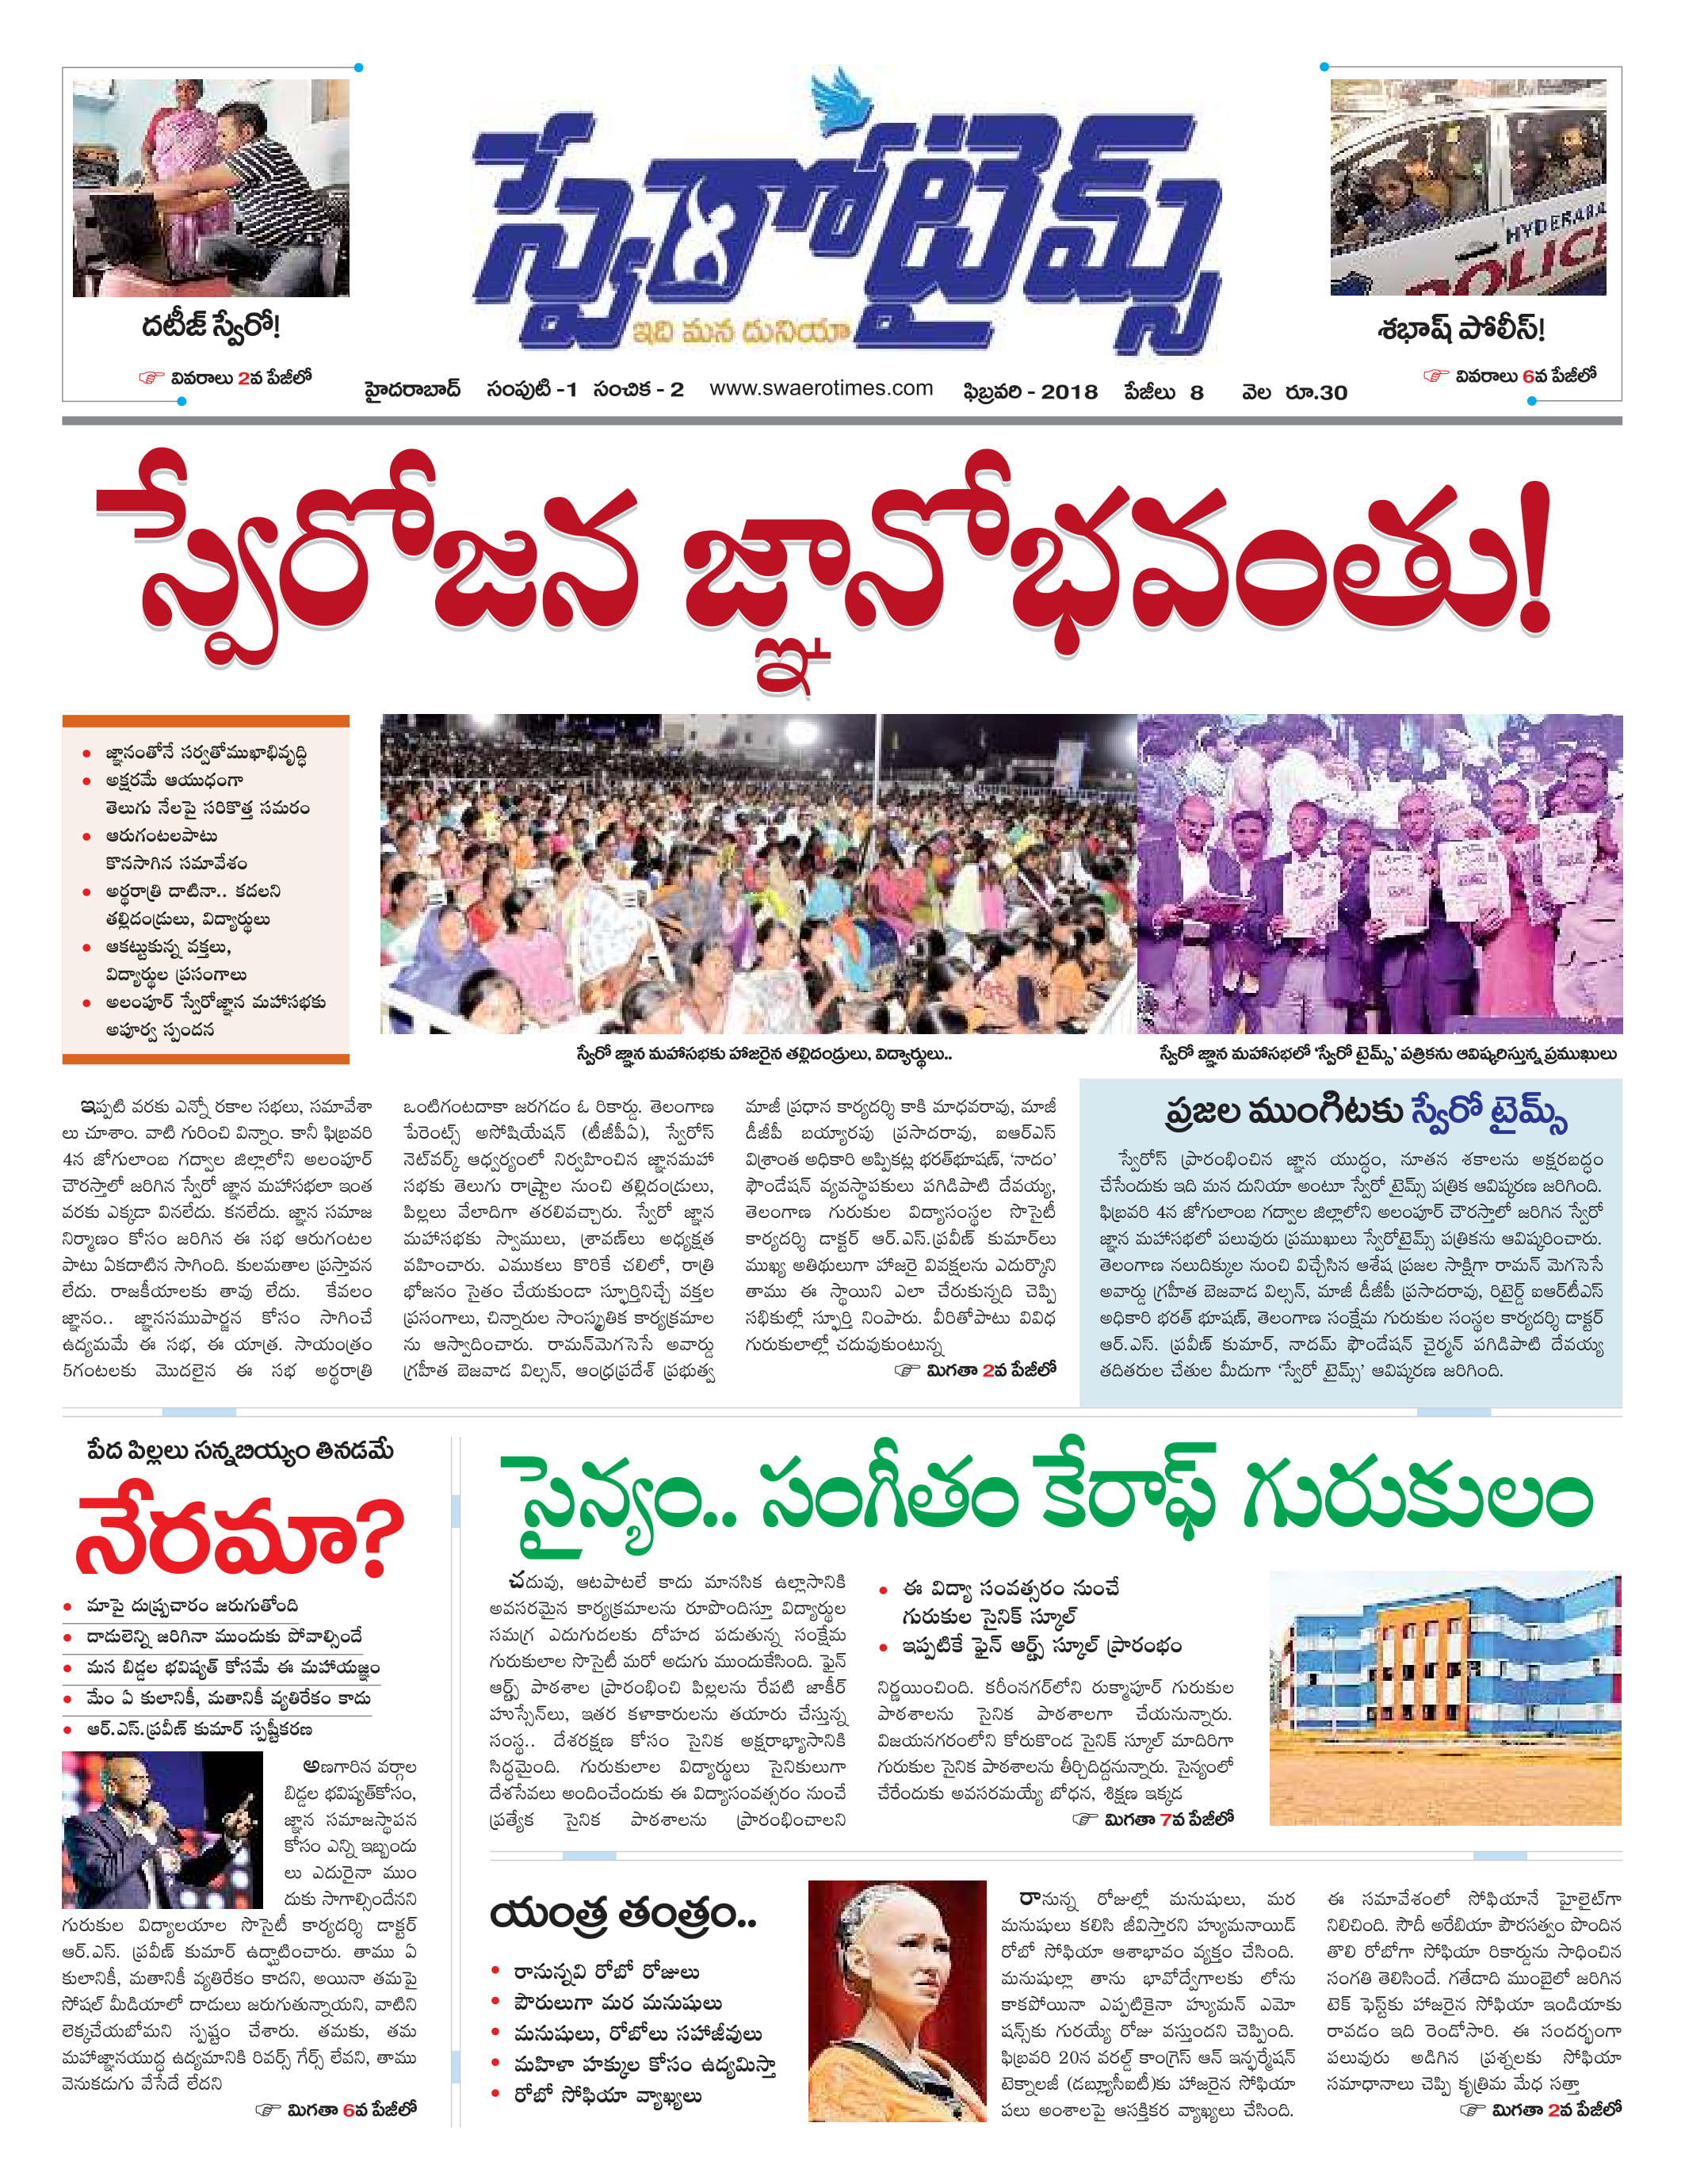 దటీజ్ స్వేరో!
వివరాలు 2వ పేజీలో
స్వేరోటైమ్స్
ఇది మన దునియా
HYDERABA
POLICE
శభాష్ పోలీస్!
వివరాలు 6వ పేజీలో
హైదరాబాద్ సంపుటి -1 సంచిక - 2 www.swaerotimes.com ఫిబ్రవరి - 2018 పేజీలు 8 వెల రూ.30
స్వేరోజన జ్ఞానోభవంతు!
• జ్ఞానంతోనే సర్వతోముఖాభివృద్ధి
• అక్షరమే ఆయుధంగా
తెలుగు నేలపై సరికొత్త సమరం
• ఆరుగంటలపాటు
కొనసాగిన సమావేశం
• అర్థరాత్రి దాటినా.. కదలని
తల్లిదండ్రులు, విద్యార్థులు
• ఆకట్టుకున్న వక్తలు,
విద్యార్థుల ప్రసంగాలు
• అలంపూర్ స్వేరోజ్ఞాన మహాసభకు
అపూర్వ స్పందన
స్వేరో జ్ఞాన మహాసభకు హాజరైన తల్లిదండ్రులు, విద్యార్థులు..
స్వేరో జ్ఞాన మహాసభలో 'స్వేరో టైమ్స్' పత్రికను ఆవిష్కరిస్తున్న ప్రముఖులు
ఇప్పటి వరకు ఎన్నో రకాల సభలు, సమావేశా
లు చూశాం. వాటి గురించి విన్నాం. కానీ ఫిబ్రవరి
4న జోగులాంబ గద్వాల జిల్లాలోని అలంపూర్
చౌరస్తాలో జరిగిన స్వేరో జ్ఞాన మహాసభలా ఇంత
వరకు ఎక్కడా వినలేదు. కనలేదు. జ్ఞాన సమాజ
నిర్మాణం కోసం జరిగిన ఈ సభ ఆరుగంటల
పాటు ఏకదాటిన సాగింది. కులమతాల ప్రస్తావన
లేదు. రాజకీయాలకు తావు లేదు. కేవలం
జ్ఞానం.. జ్ఞానసముపార్జన కోసం సాగించే
ఉద్యమమే ఈ సభ, ఈ యాత్ర. సాయంత్రం
5గంటలకు మొదలైన ఈ సభ అర్థరాత్రి
ఒంటిగంటదాకా జరగడం ఓ రికార్డు. తెలంగాణ
పేరెంట్స్ అసోషియేషన్ (టీజీపీఏ), స్వేరోస్
నెట్‌వర్క్ ఆధ్వర్యంలో నిర్వహించిన జ్ఞానమహా
సభకు తెలుగు రాష్ట్రాల నుంచి తల్లిదండ్రులు,
పిల్లలు వేలాదిగా తరలివచ్చారు. స్వేరో జ్ఞాన
మహాసభకు స్వాములు, శ్రావణ్‌లు అధ్యక్షత
వహించారు. ఎముకలు కొరికే చలిలో, రాత్రి
భోజనం సైతం చేయకుండా స్ఫూర్తినిచ్చే వక్తల
ప్రసంగాలు, చిన్నారుల సాంస్కృతిక కార్యక్రమాల
ను ఆస్వాదించారు. రామన్‌మెగసెసే అవార్డు
గ్రహీత బెజవాడ విల్సన్, ఆంధ్రప్రదేశ్ ప్రభుత్వ
మాజీ ప్రధాన కార్యదర్శి కాకి మాధవరావు, మాజీ
డీజీపీ బయ్యారపు ప్రసాదరావు, ఐఆర్ఎస్
విశ్రాంత అధికారి అప్పికట్ల భరత్‌భూషణ్, 'నాదం'
ఫౌండేషన్ వ్యవస్థాపకులు పగిడిపాటి దేవయ్య,
తెలంగాణ గురుకుల విద్యాసంస్థల సొసైటీ
కార్యదర్శి డాక్టర్ ఆర్.ఎస్.ప్రవీణ్ కుమార్‌లు
ముఖ్య అతిథులుగా హాజరై వివక్షలను ఎదుర్కొని
తాము ఈ స్థాయిని ఎలా చేరుకున్నది చెప్పి
సభికుల్లో స్ఫూర్తి నింపారు. వీరితోపాటు వివిధ
గురుకులాల్లో చదువుకుంటున్న
మిగతా 2వ పేజీలో
ప్రజల ముంగిటకు స్వేరో టైమ్స్
స్వేరోస్ ప్రారంభించిన జ్ఞాన యుద్ధం, నూతన శకాలను అక్షరబద్ధం
చేసేందుకు ఇది మన దునియా అంటూ స్వేరో టైమ్స్ పత్రిక ఆవిష్కరణ జరిగింది.
ఫిబ్రవరి 4న జోగులాంబ గద్వాల జిల్లాలోని అలంపూర్ చౌరస్తాలో జరిగిన స్వేరో
జ్ఞాన మహాసభలో పలువురు ప్రముఖులు స్వేరోటైమ్స్ పత్రికను ఆవిష్కరించారు.
తెలంగాణ నలుదిక్కుల నుంచి విచ్చేసిన ఆశేష ప్రజల సాక్షిగా రామన్ మెగసెసే
అవార్డు గ్రహీత బెజవాడ విల్సన్, మాజీ డీజీపీ ప్రసాదరావు, రిటైర్డ్ ఐఆర్‌టీఎస్
అధికారి భరత్ భూషణ్, తెలంగాణ సంక్షేమ గురుకుల సంస్థల కార్యదర్శి డాక్టర్
ఆర్.ఎస్. ప్రవీణ్ కుమార్, నాదమ్ ఫౌండేషన్ చైర్మన్ పగిడిపాటి దేవయ్య
తదితరుల చేతుల మీదుగా 'స్వేరో టైమ్స్' ఆవిష్కరణ జరిగింది.
పేద పిల్లలు సన్నబియ్యం తినడమే
నేరమా?
• మాపై దుష్ప్రచారం జరుగుతోంది
• దాడులెన్ని జరిగినా ముందుకు పోవాల్సిందే
• మన బిడ్డల భవిష్యత్ కోసమే ఈ మహాయజ్ఞం
• మేం ఏ కులానికీ, మతానికీ వ్యతిరేకం కాదు
• ఆర్.ఎస్.ప్రవీణ్ కుమార్ స్పష్టీకరణ
అణగారిన వర్గాల
బిడ్డల భవిష్యత్‌కోసం,
జ్ఞాన సమాజస్థాపన
కోసం ఎన్ని ఇబ్బందు
లు ఎదురైనా ముం
దుకు సాగాల్సిందేనని
గురుకుల విద్యాలయాల సొసైటీ కార్యదర్శి డాక్టర్
ఆర్.ఎస్. ప్రవీణ్ కుమార్ ఉద్ఘాటించారు. తాము ఏ
కులానికీ, మతానికీ వ్యతిరేకం కాదని, అయినా తమపై
సోషల్ మీడియాలో దాడులు జరుగుతున్నాయని, వాటిని
లెక్కచేయబోమని స్పష్టం చేశారు. తమకు, తమ
మహాజ్ఞానయుద్ధ ఉద్యమానికి రివర్స్ గేర్స్ లేవని, తాము
వెనుకడుగు వేసేదే లేదని
మిగతా 6వ పేజీలో
సైన్యం.. సంగీతం కేరాఫ్ గురుకులం
చదువు, ఆటపాటలే కాదు మానసిక ఉల్లాసానికి
అవసరమైన కార్యక్రమాలను రూపొందిస్తూ విద్యార్థుల
సమగ్ర ఎదుగుదలకు దోహద పడుతున్న సంక్షేమ
గురుకులాల సొసైటీ మరో అడుగు ముందుకేసింది. ఫైన్
ఆర్ట్స్ పాఠశాల ప్రారంభించి పిల్లలను రేపటి జాకీర్
హుస్సేన్‌లు, ఇతర కళాకారులను తయారు చేస్తున్న
సంస్థ.. దేశరక్షణ కోసం సైనిక అక్షరాభ్యాసానికి
సిద్ధమైంది. గురుకులాల విద్యార్థులు సైనికులుగా
దేశసేవలు అందించేందుకు ఈ విద్యాసంవత్సరం నుంచే
ప్రత్యేక సైనిక పాఠశాలను ప్రారంభించాలని
• ఈ విద్యా సంవత్సరం నుంచే
గురుకుల సైనిక్ స్కూల్
• ఇప్పటికే ఫైన్ ఆర్ట్స్ స్కూల్ ప్రారంభం
నిర్ణయించింది. కరీంనగర్‌లోని రుక్మాపూర్ గురుకుల
పాఠశాలను సైనిక పాఠశాలగా చేయనున్నారు.
విజయనగరంలోని కోరుకొండ సైనిక్ స్కూల్ మాదిరిగా
గురుకుల సైనిక పాఠశాలను తీర్చిదిద్దనున్నారు. సైన్యంలో
చేరేందుకు అవసరమయ్యే బోధన, శిక్షణ ఇక్కడ
మిగతా 7వ పేజీలో
యంత్ర తంత్రం..
• రానున్నవి రోబో రోజులు
• పౌరులుగా మర మనుషులు
• మనుషులు, రోబోలు సహాజీవులు
• మహిళా హక్కుల కోసం ఉద్యమిస్తా
• రోబో సోఫియా వ్యాఖ్యలు
రానున్న రోజుల్లో మనుషులు, మర
మనుషులు కలిసి జీవిస్తారని హ్యుమనాయిడ్
రోబో సోఫియా ఆశాభావం వ్యక్తం చేసింది.
మనుషుల్లా తాను భావోద్వేగాలకు లోను
కాకపోయినా ఎప్పటికైనా హ్యుమన్ ఎమో
షన్స్‌కు గురయ్యే రోజు వస్తుందని చెప్పింది.
ఫిబ్రవరి 20న వరల్డ్ కాంగ్రెస్ ఆన్ ఇన్ఫర్మేషన్
టెక్నాలజీ (డబ్ల్యూసీఐటీ)కు హాజరైన సోఫియా
పలు అంశాలపై ఆసక్తికర వ్యాఖ్యలు చేసింది.
ఈ సమావేశంలో సోఫియానే హైలైట్‌గా
నిలిచింది. సౌదీ అరేబియా పౌరసత్వం పొందిన
తొలి రోబోగా సోఫియా రికార్డును సాధించిన
సంగతి తెలిసిందే. గతేడాది ముంబైలో జరిగిన
టెక్ ఫెస్ట్‌కు హాజరైన సోఫియా ఇండియాకు
రావడం ఇది రెండోసారి. ఈ సందర్భంగా
పలువురు అడిగిన ప్రశ్నలకు సోఫియా
సమాధానాలు చెప్పి కృత్రిమ మేధ సత్తా
మిగతా 2వ పేజీలో